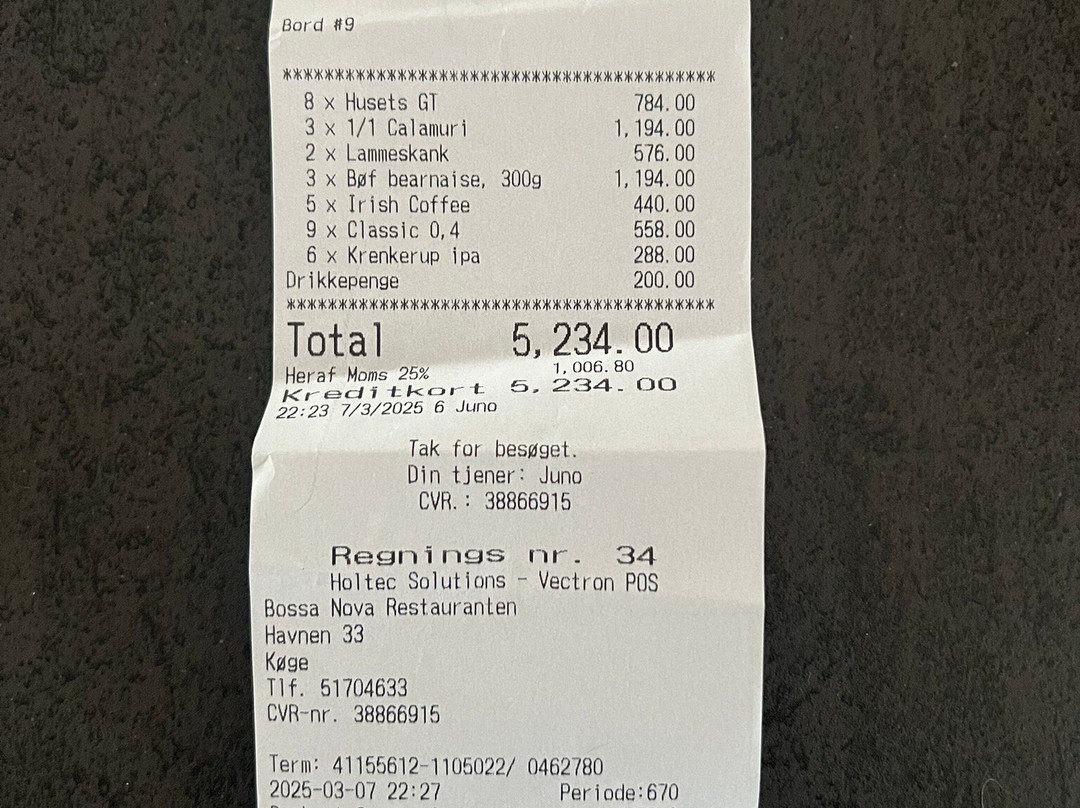 Bord #9
******************************************
8 x Husets GT 784.00
3 x 1/1 Calamuri 1,194.00
2 x Lammeskank 576.00
3 x Bøf bearnaise, 300g 1,194.00
5 x Irish Coffee 440.00
9 x Classic 0,4 558.00
6 x Krenkerup ipa 288.00
Drikkepenge 200.00
******************************************
Total 5,234.00
Heraf Moms 25% 1,006.80
Kreditkort 5,234.00
22:23 7/3/2025 6 Juno
Tak for besøget.
Din tjener: Juno
CVR.: 38866915
Regnings nr. 34
Holtec Solutions - Vectron POS
Bossa Nova Restauranten
Havnen 33
Køge
Tlf. 51704633
CVR-nr. 38866915
Term: 41155612-1105022/ 0462780
2025-03-07 22:27 Periode:670